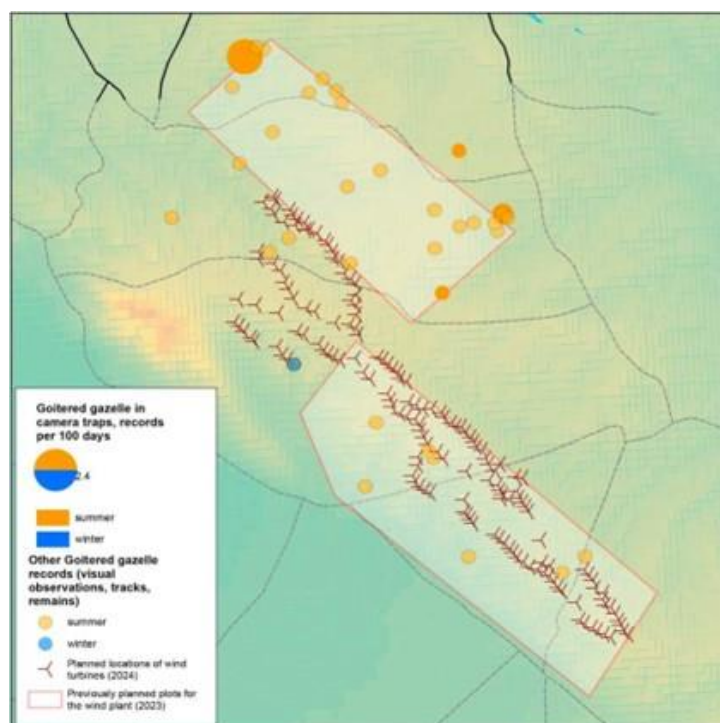 Goitered gazelle in
camera traps, records
per 100 days
2.4
summer
winter
Other Goitered gazelle
records (visual
observations, tracks,
remains)
summer
winter
Planned locations of wind
turbines (2024)
Previously planned plots for
the wind plant (2023)